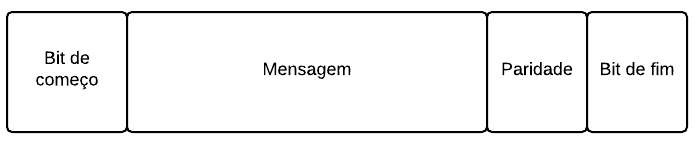 Bit de
começo
Mensagem
Paridade
Bit de fim